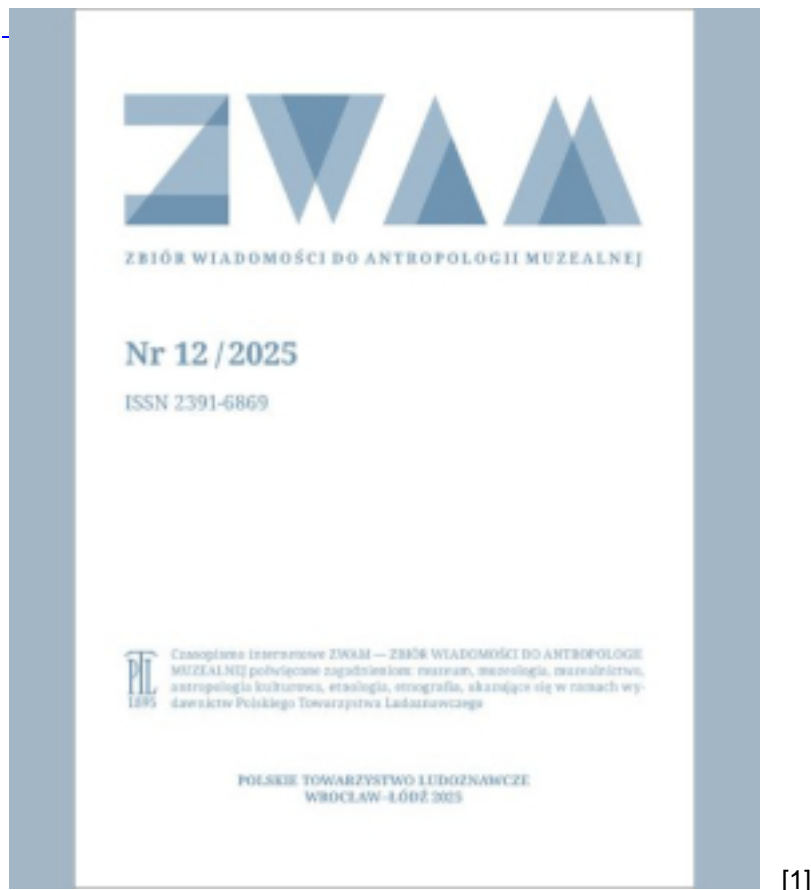 ZWAM
ZBIÓR WIADOMOŚCI DO ANTROPOLOGII MUZEALNEJ
Nr 12 / 2025
ISSN 2391-6869
PTL
1895
Czasopismo internetowe ZWAM — ZBIÓR WIADOMOŚCI DO ANTROPOLOGII
MUZEALNEJ poświęcone zagadnieniom: muzeum, muzeologia, muzealnictwo,
antropologia kulturowa, etnologia, etnografia, ukazujące się w ramach wy-
dawnictw Polskiego Towarzystwa Ludoznawczego
POLSKIE TOWARZYSTWO LUDOZNAWCZE
WROCŁAW–ŁÓDŹ 2025
[1]